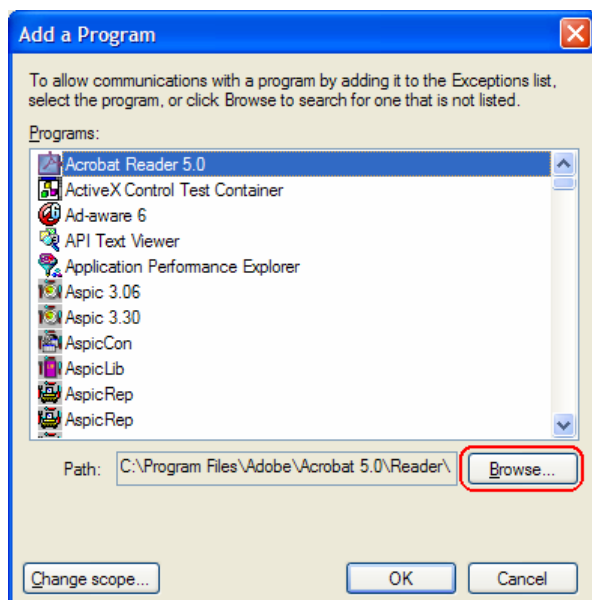 Add a Program
To allow communications with a program by adding it to the Exceptions list,
select the program, or click Browse to search for one that is not listed.
Programs:
Acrobat Reader 5.0
ActiveX Control Test Container
Ad-aware 6
API Text Viewer
Application Performance Explorer
Aspic 3.06
Aspic 3.30
AspicCon
AspicLib
AspicRep
AspicRep
Path: C:\Program Files\Adobe\Acrobat 5.0\Reader\ Browse...
Change scope... OK Cancel